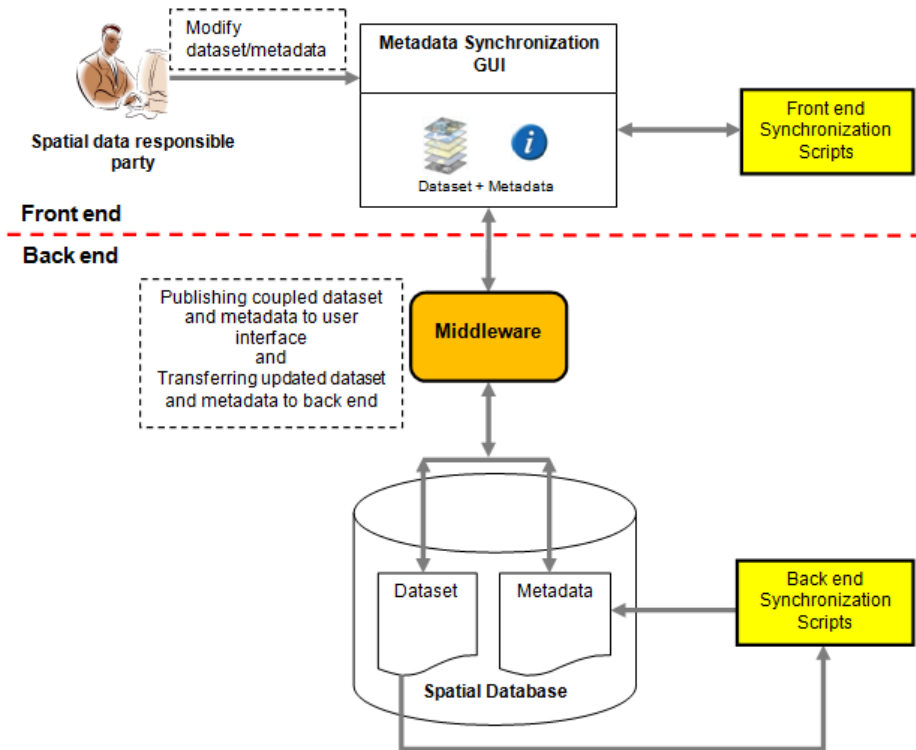 Modify
dataset/metadata
Metadata Synchronization
GUI
Spatial data responsible
party
Dataset + Metadata
Front end
Synchronization
Scripts
Front end
Back end
Publishing coupled dataset
and metadata to user
interface
and
Transferring updated dataset
and metadata to back end
Middleware
Dataset
Metadada
Spatial Database
Back end
Synchronization
Scripts